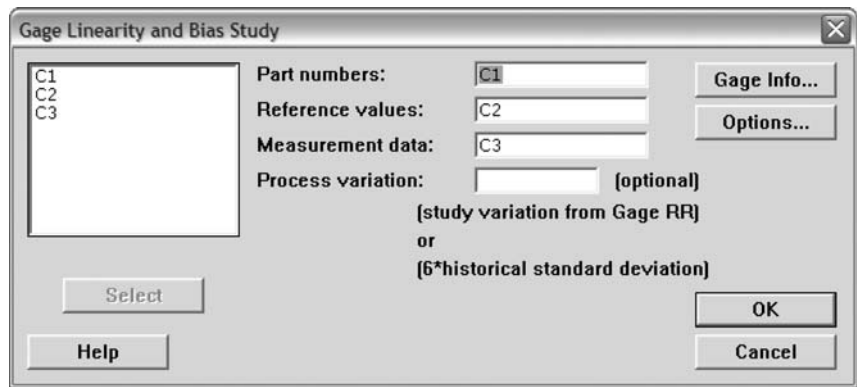 Gage Linearity and Bias Study
C1
C2
C3
Part numbers: C1
Reference values: C2
Measurement data: C3
Process variation: (optional)
(study variation from Gage RR)
or
(6*historical standard deviation)
Gage Info...
Options...
Select
Help
OK
Cancel